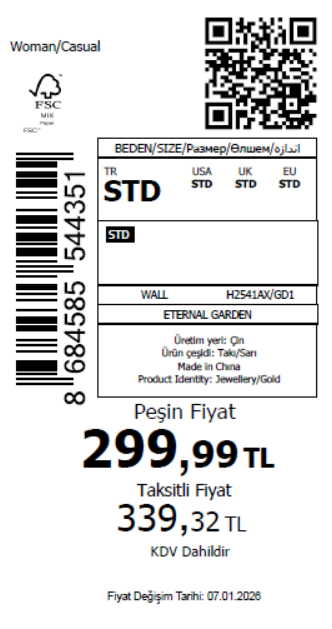 Woman/Casual
FSC
MIX
Paper
FSC®
BEDEN/SIZE/Размер/Өлшем/اندازه
TR USA UK EU
STD STD STD STD
STD
WALL H2541AX/GD1
ETERNAL GARDEN
Üretim yeri: Çin
Ürün çeşidi: Takı/Sarı
Made in China
Product Identity: Jewellery/Gold
8 684585 544351
Peşin Fiyat
299,99 TL
Taksitli Fiyat
339,32 TL
KDV Dahildir
Fiyat Değişim Tarihi: 07.01.2026